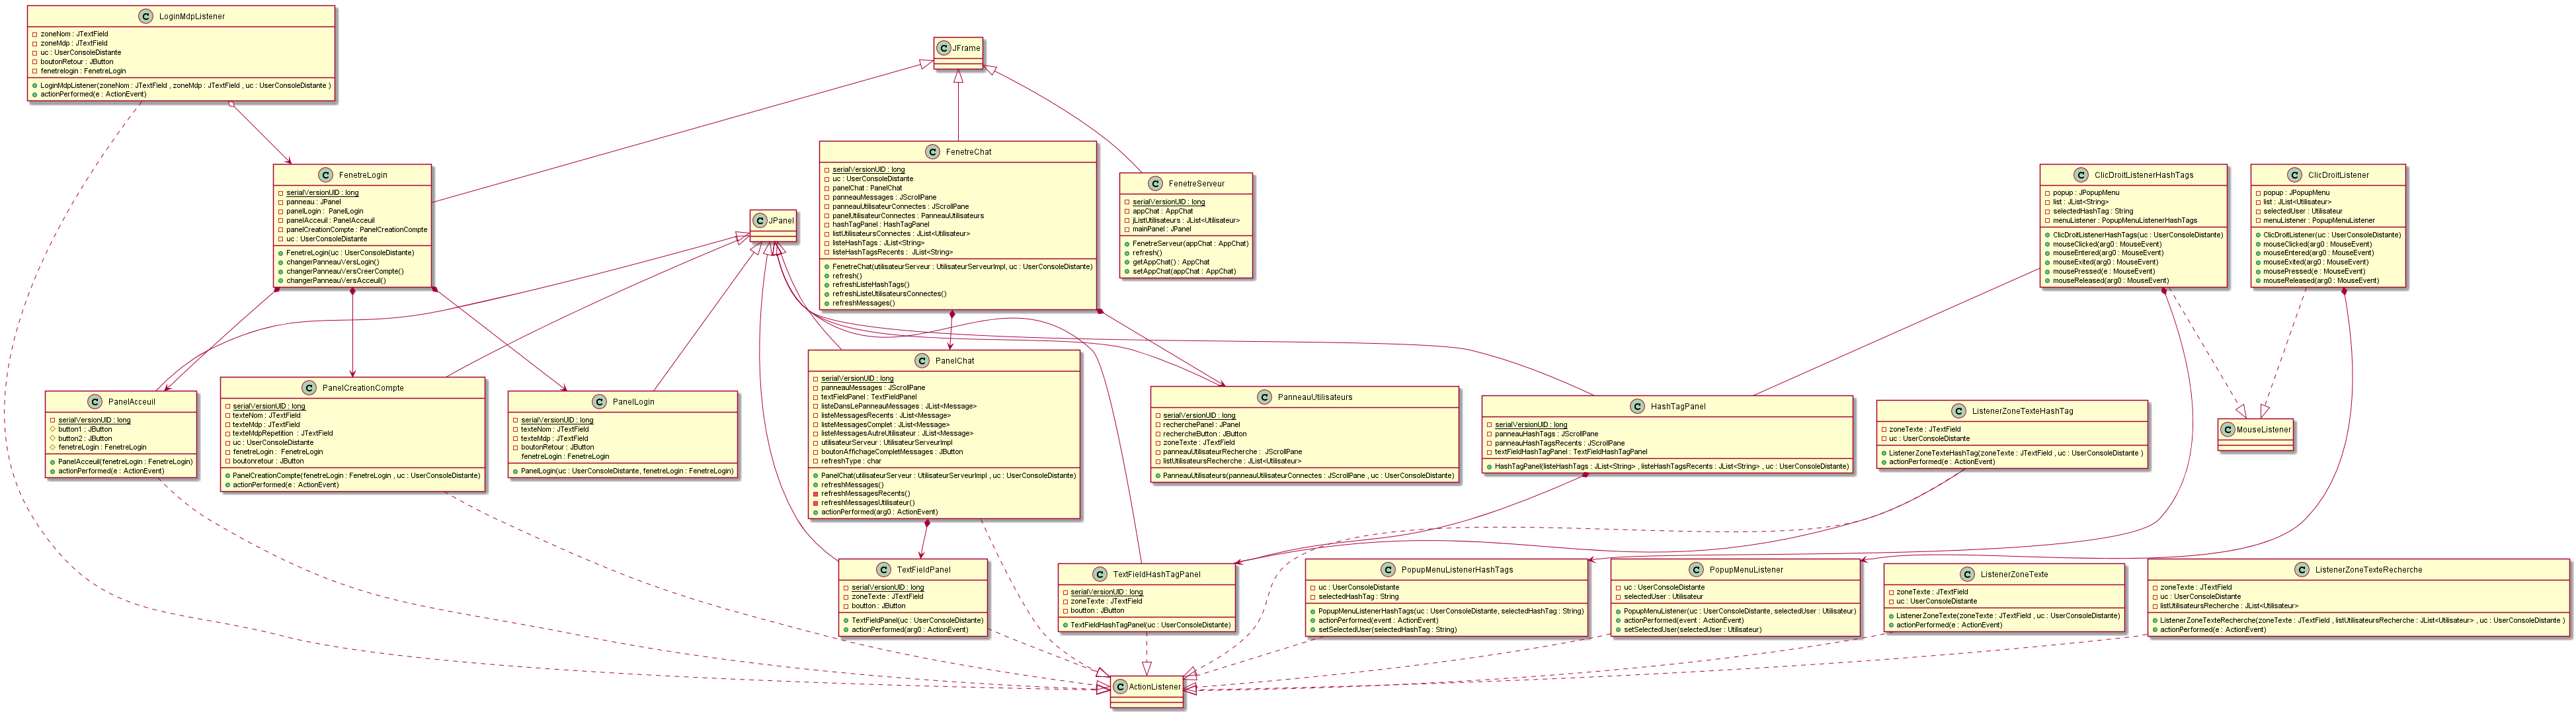 LoginMdpListener
zoneNom : JTextField
zoneMdp : JTextField
uc : UserConsoleDistante
boutonRetour : JButton
fenetrelogin : FenetreLogin
LoginMdpListener(zoneNom : JTextField , zoneMdp : JTextField , uc : UserConsoleDistante )
actionPerformed(e : ActionEvent)
JFrame
FenetreLogin
serialVersionUID : long
panneau : JPanel
panelLogin :  PanelLogin
panelAcceuil : PanelAcceuil
panelCreationCompte : PanelCreationCompte
uc : UserConsoleDistante
FenetreLogin(uc : UserConsoleDistante)
changerPanneauVersLogin()
changerPanneauVersCreerCompte()
changerPanneauVersAcceuil()
JPanel
FenetreChat
serialVersionUID : long
uc : UserConsoleDistante
panelChat : PanelChat
panneauMessages : JScrollPane
panneauUtilisateurConnectes : JScrollPane
panelUtilisateurConnectes : PanneauUtilisateurs
hashTagPanel : HashTagPanel
listUtilisateursConnectes : JList<Utilisateur>
listeHashTags : JList<String>
listeHashTagsRecents :  JList<String>
FenetreChat(utilisateurServeur : UtilisateurServeurImpl, uc : UserConsoleDistante)
refresh()
refreshListeHashTags()
refreshListeUtilisateursConnectes()
refreshMessages()
FenetreServeur
serialVersionUID : long
appChat : AppChat
jListUtilisateurs : JList<Utilisateur>
mainPanel : JPanel
FenetreServeur(appChat : AppChat)
refresh()
getAppChat() : AppChat
setAppChat(appChat : AppChat)
ClicDroitListenerHashTags
popup : JPopupMenu
list : JList<String>
selectedHashTag : String
menuListener : PopupMenuListenerHashTags
ClicDroitListenerHashTags(uc : UserConsoleDistante)
mouseClicked(arg0 : MouseEvent)
mouseEntered(arg0 : MouseEvent)
mouseExited(arg0 : MouseEvent)
mousePressed(e : MouseEvent)
mouseReleased(arg0 : MouseEvent)
ClicDroitListener
popup : JPopupMenu
list : JList<Utilisateur>
selectedUser : Utilisateur
menuListener : PopupMenuListener
ClicDroitListener(uc : UserConsoleDistante)
mouseClicked(arg0 : MouseEvent)
mouseEntered(arg0 : MouseEvent)
mouseExited(arg0 : MouseEvent)
mousePressed(e : MouseEvent)
mouseReleased(arg0 : MouseEvent)
PanelAcceuil
serialVersionUID : long
button1 : JButton
button2 : JButton
fenetreLogin : FenetreLogin
PanelAcceuil(fenetreLogin : FenetreLogin)
actionPerformed(e : ActionEvent)
PanelCreationCompte
serialVersionUID : long
texteNom : JTextField
texteMdp : JTextField
texteMdpRepetition  : JTextField
uc : UserConsoleDistante
fenetreLogin :  FenetreLogin
boutonretour : JButton
PanelCreationCompte(fenetreLogin : FenetreLogin , uc : UserConsoleDistante)
actionPerformed(e : ActionEvent)
PanelLogin
serialVersionUID : long
texteNom : JTextField
texteMdp : JTextField
boutonRetour : JButton
fenetreLogin : FenetreLogin
PanelLogin(uc : UserConsoleDistante, fenetreLogin : FenetreLogin)
PanelChat
serialVersionUID : long
panneauMessages : JScrollPane
textFieldPanel : TextFieldPanel
listeDansLePanneauMessages : JList<Message>
listeMessagesRecents : JList<Message>
listeMessagesComplet : JList<Message>
listeMessagesAutreUtilisateur : JList<Message>
utilisateurServeur : UtilisateurServeurImpl
boutonAffichageCompletMessages : JButton
refreshType : char
PanelChat(utilisateurServeur : UtilisateurServeurImpl , uc : UserConsoleDistante)
refreshMessages()
refreshMessagesRecents()
refreshMessagesUtilisateur()
actionPerformed(arg0 : ActionEvent)
PanneauUtilisateurs
serialVersionUID : long
recherchePanel : JPanel
rechercheButton : JButton
zoneTexte : JTextField
panneauUtilisateurRecherche :  JScrollPane
listUtilisateursRecherche : JList<Utilisateur>
PanneauUtilisateurs(panneauUtilisateurConnectes : JScrollPane , uc : UserConsoleDistante)
HashTagPanel
serialVersionUID : long
panneauHashTags : JScrollPane
panneauHashTagsRecents : JScrollPane
textFieldHashTagPanel : TextFieldHashTagPanel
HashTagPanel(listeHashTags : JList<String> , listeHashTagsRecents : JList<String> , uc : UserConsoleDistante)
ListenerZoneTexteHashTag
zoneTexte : JTextField
uc : UserConsoleDistante
ListenerZoneTexteHashTag(zoneTexte : JTextField , uc : UserConsoleDistante )
actionPerformed(e : ActionEvent)
MouseListener
TextFieldPanel
serialVersionUID : long
zoneTexte : JTextField
boutton : JButton
TextFieldPanel(uc : UserConsoleDistante)
actionPerformed(arg0 : ActionEvent)
TextFieldHashTagPanel
serialVersionUID : long
zoneTexte : JTextField
boutton : JButton
TextFieldHashTagPanel(uc : UserConsoleDistante)
PopupMenuListenerHashTags
uc : UserConsoleDistante
selectedHashTag : String
PopupMenuListenerHashTags(uc : UserConsoleDistante, selectedHashTag : String)
actionPerformed(event : ActionEvent)
setSelectedUser(selectedHashTag : String)
PopupMenuListener
uc : UserConsoleDistante
selectedUser : Utilisateur
PopupMenuListener(uc : UserConsoleDistante, selectedUser : Utilisateur)
actionPerformed(event : ActionEvent)
setSelectedUser(selectedUser : Utilisateur)
ListenerZoneTexte
zoneTexte : JTextField
uc : UserConsoleDistante
ListenerZoneTexte(zoneTexte : JTextField , uc : UserConsoleDistante)
actionPerformed(e : ActionEvent)
ListenerZoneTexteRecherche
zoneTexte : JTextField
uc : UserConsoleDistante
listUtilisateursRecherche : JList<Utilisateur>
ListenerZoneTexteRecherche(zoneTexte : JTextField , listUtilisateursRecherche : JList<Utilisateur> , uc : UserConsoleDistante )
actionPerformed(e : ActionEvent)
ActionListener